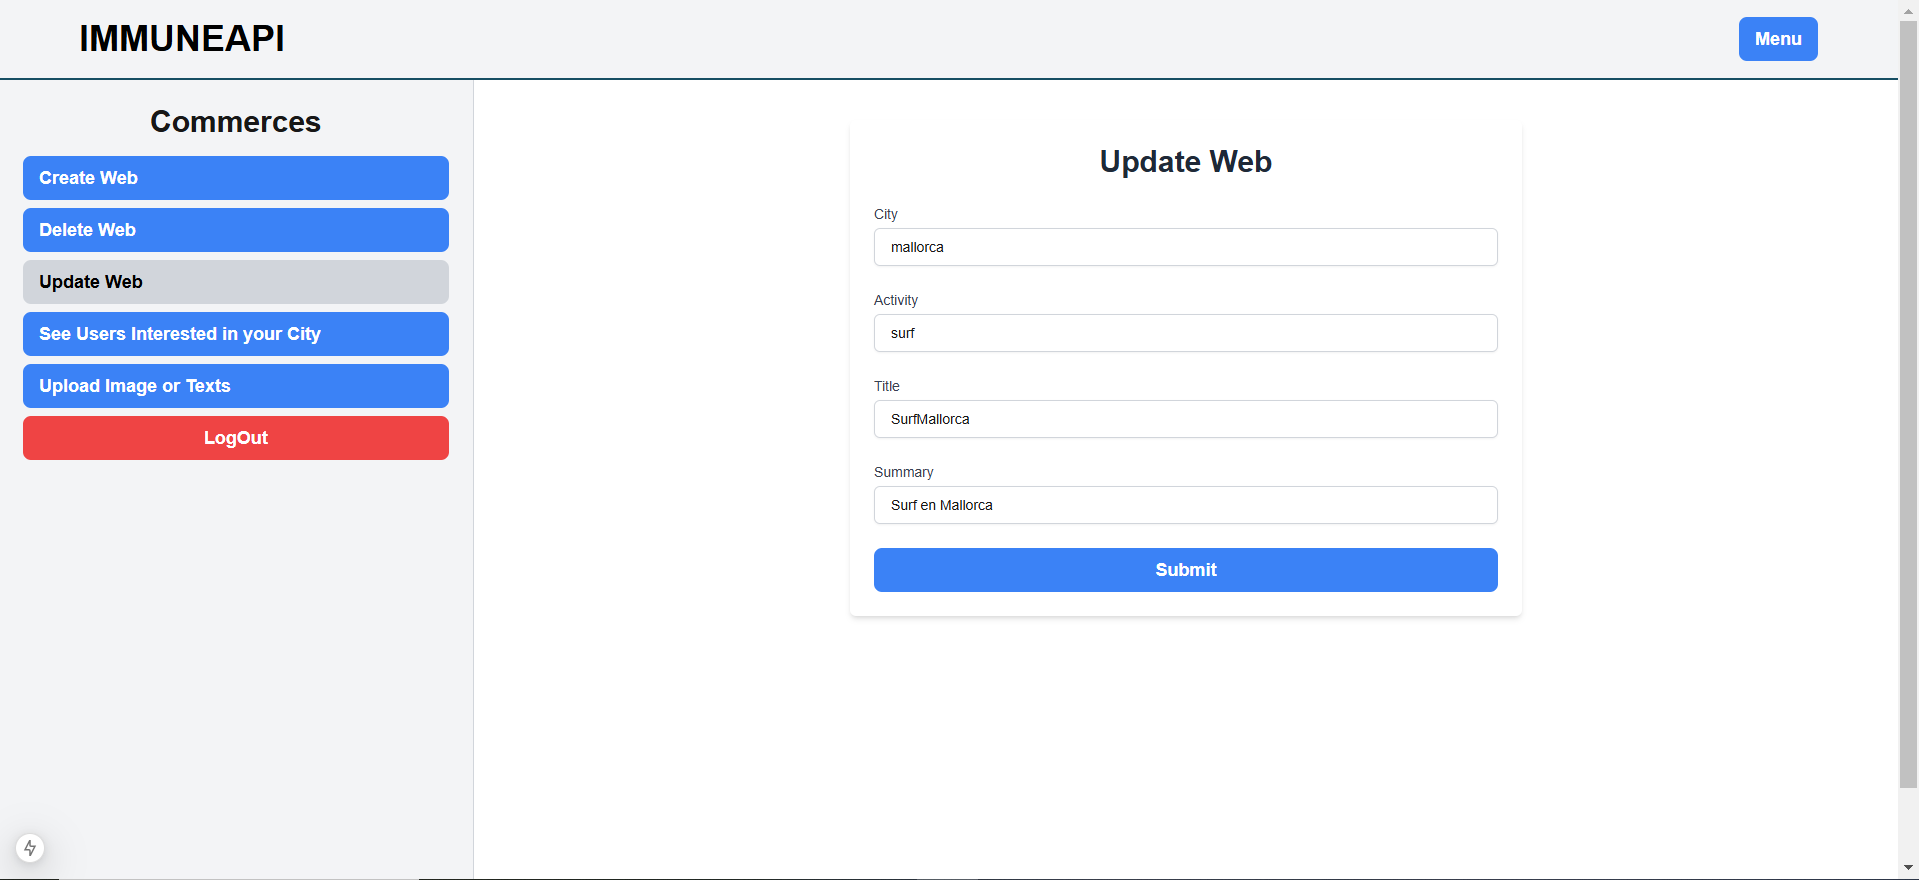 IMMUNEAPI
Menu
Commerces
Create Web
Delete Web
Update Web
See Users Interested in your City
Upload Image or Texts
LogOut
Update Web
City
mallorca
Activity
surf
Title
SurfMallorca
Summary
Surf en Mallorca
Submit